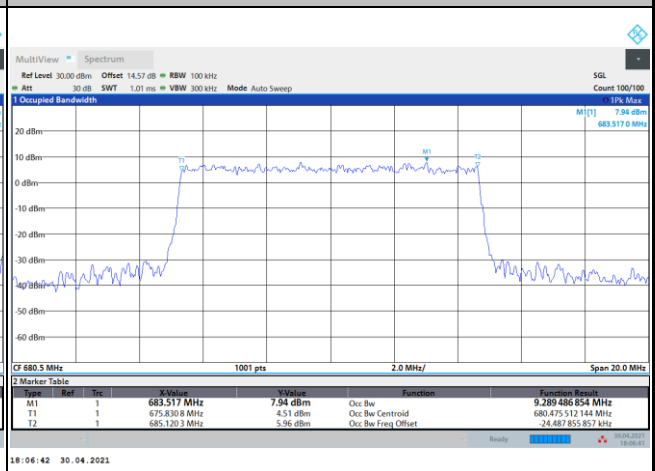 MultiView Spectrum
Ref Level 30.00 dBm Offset 14.57 dB RBW 100 kHz SGL
Att 30 dB SWT 1.01 ms VBW 300 kHz Mode Auto Sweep Count 100/100
1 Occupied Bandwidth 1Pk Max
M1[1] 7.94 dBm
683.517 0 MHz
20 dBm
M1
10 dBm
T1 T2
0 dBm
-10 dBm
-20 dBm
-30 dBm
-40 dBm
-50 dBm
-60 dBm
CF 680.5 MHz 1001 pts 2.0 MHz/ Span 20.0 MHz
2 Marker Table
Type Ref Trc X-Value Y-Value Function Function Result
M1 1 683.517 MHz 7.94 dBm Occ Bw 9.289 486 854 MHz
T1 1 675.830 8 MHz 4.51 dBm Occ Bw Centroid 680.475 512 144 MHz
T2 1 685.120 3 MHz 5.96 dBm Occ Bw Freq Offset -24.487 855 857 kHz
Ready 30.04.2021
18:06:41
18:06:42 30.04.2021